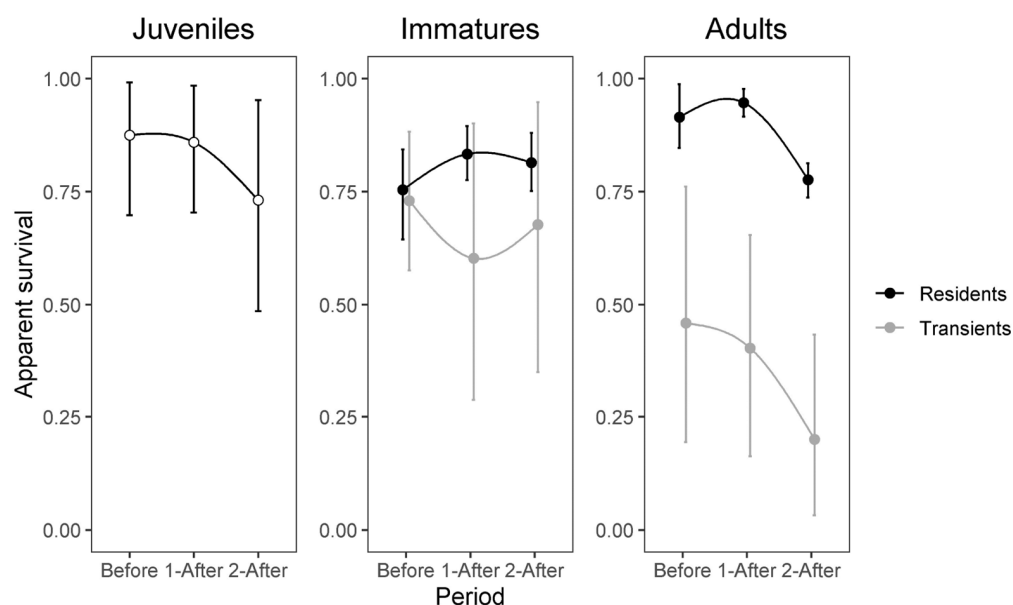 Juveniles
Immatures
Adults
Apparent survival
1.00
0.75
0.50
0.25
0.00
1.00
0.75
0.50
0.25
0.00
1.00
0.75
0.50
0.25
0.00
Before 1-After 2-After
Before 1-After 2-After
Before 1-After 2-After
Period
Residents
Transients